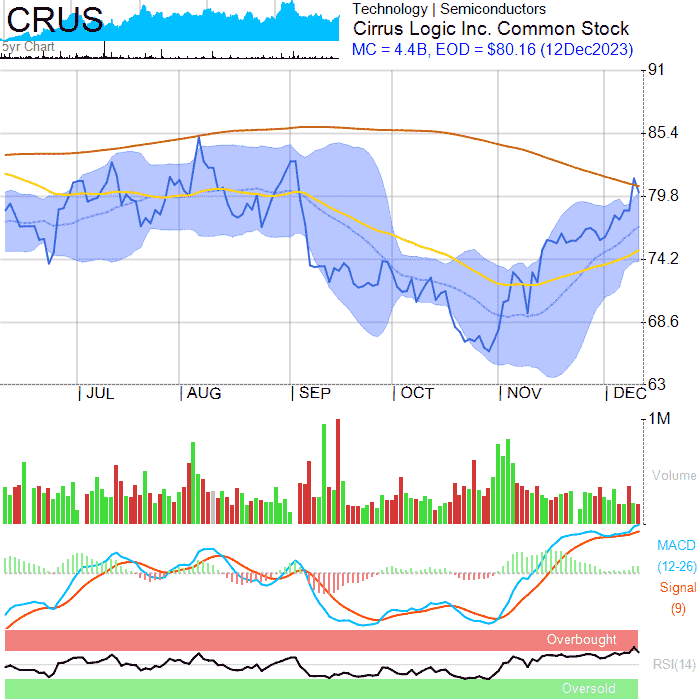 CRUS
5yr Chart
Technology | Semiconductors
Cirrus Logic Inc. Common Stock
MC = 4.4B, EOD = $80.16 (12Dec2023)
91
85.4
79.8
74.2
68.6
63
JUL
AUG
SEP
OCT
NOV
DEC
1M
Volume
MACD
(12-26)
Signal
(9)
Overbought
RSI(14)
Oversold